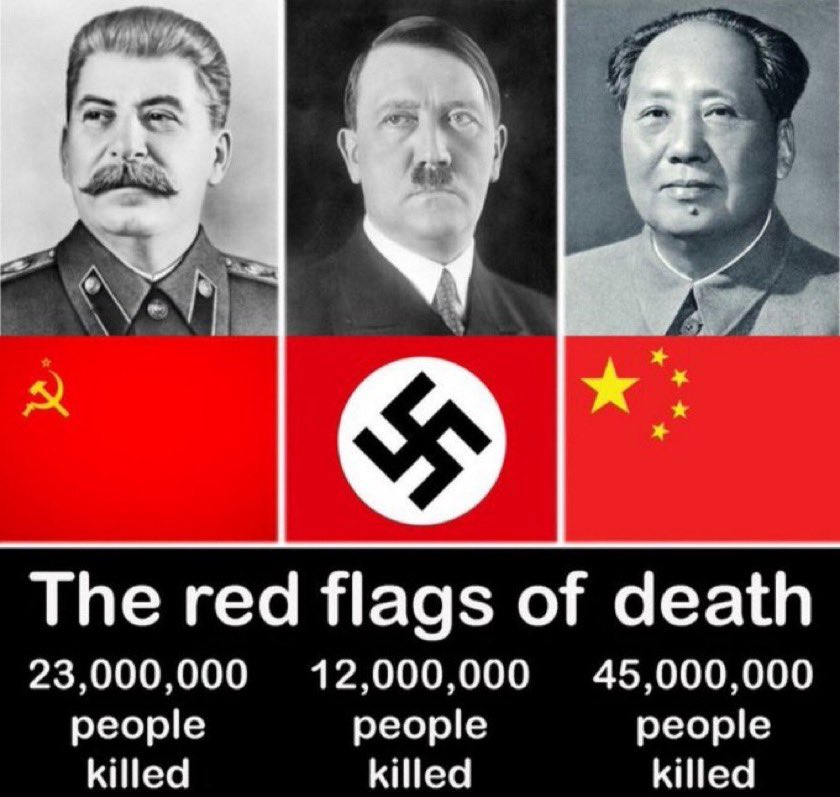 The red flags of death
23,000,000 12,000,000 45,000,000
people people people
killed killed killed